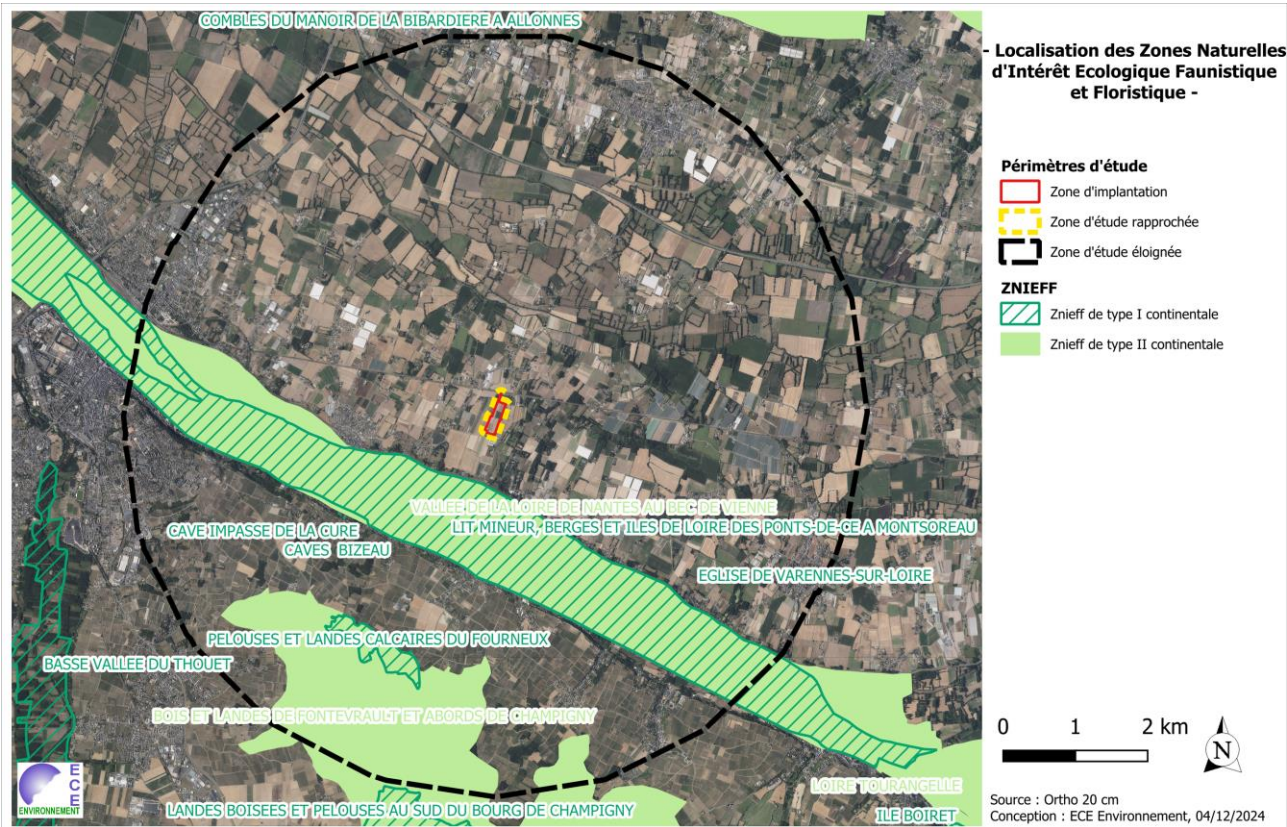 COMBLES DU MANOIR DE LA BIBARDIERE A ALLONNES
VALLEE DE LA LOIRE DE NANTES AU BEC DE VIENNE
LIT MINEUR, BERGES ET ILES DE LOIRE DES PONTS-DE-CE A MONTSOREAU
CAVE IMPASSE DE LA CURE
CAVES BIZEAU
EGLISE DE VARENNES-SUR-LOIRE
PELOUSES ET LANDES CALCAIRES DU FOURNEUX
BASSE VALLEE DU THOUET
BOIS ET LANDES DE FONTEVRAULT ET ABORDS DE CHAMPIGNY
LOIRE TOURANGELLE
LANDES BOISEES ET PELOUSES AU SUD DU BOURG DE CHAMPIGNY
ILE BOIRET
ECE
ENVIRONNEMENT
- Localisation des Zones Naturelles
d'Intérêt Ecologique Faunistique
et Floristique -
Périmètres d'étude
Zone d'implantation
Zone d'étude rapprochée
Zone d'étude éloignée
ZNIEFF
Znieff de type I continentale
Znieff de type II continentale
0 1 2 km
N
Source : Ortho 20 cm
Conception : ECE Environnement, 04/12/2024